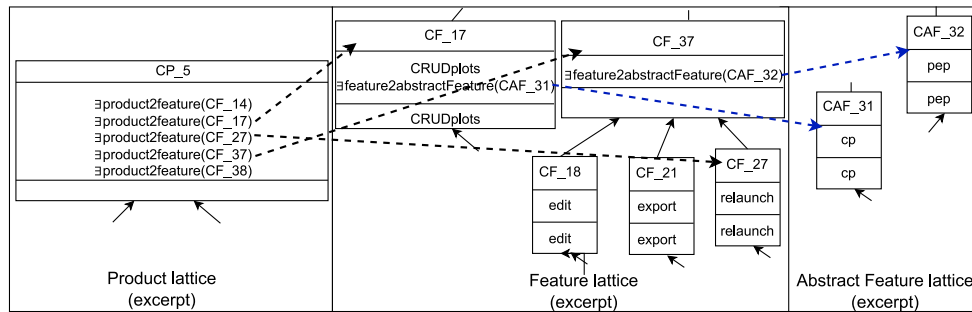 CP_5
∃product2feature(CF_14)
∃product2feature(CF_17)
∃product2feature(CF_27)
∃product2feature(CF_37)
∃product2feature(CF_38)
Product lattice
(excerpt)
CF_17
CRUDplots
∃feature2abstractFeature(CAF_31)
CRUDplots
CF_37
∃feature2abstractFeature(CAF_32)
CF_18
edit
edit
CF_21
export
export
CF_27
relaunch
relaunch
Feature lattice
(excerpt)
CAF_32
pep
pep
CAF_31
cp
cp
Abstract Feature lattice
(excerpt)